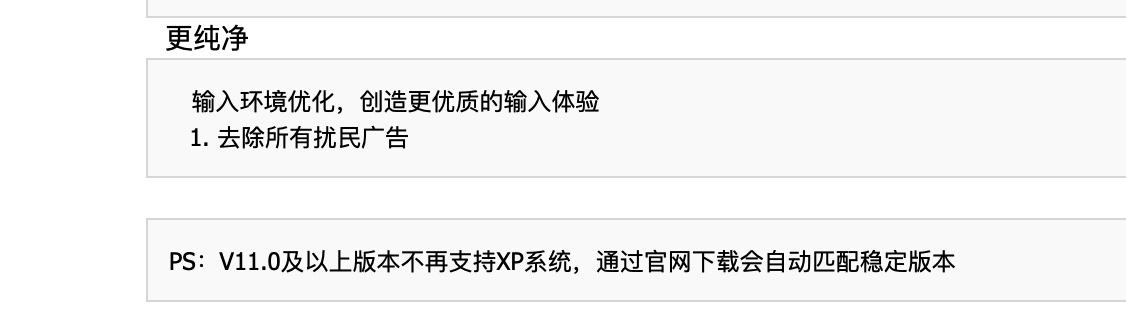 更纯净
输入环境优化，创造更优质的输入体验
1. 去除所有扰民广告
PS：V11.0及以上版本不再支持XP系统，通过官网下载会自动匹配稳定版本